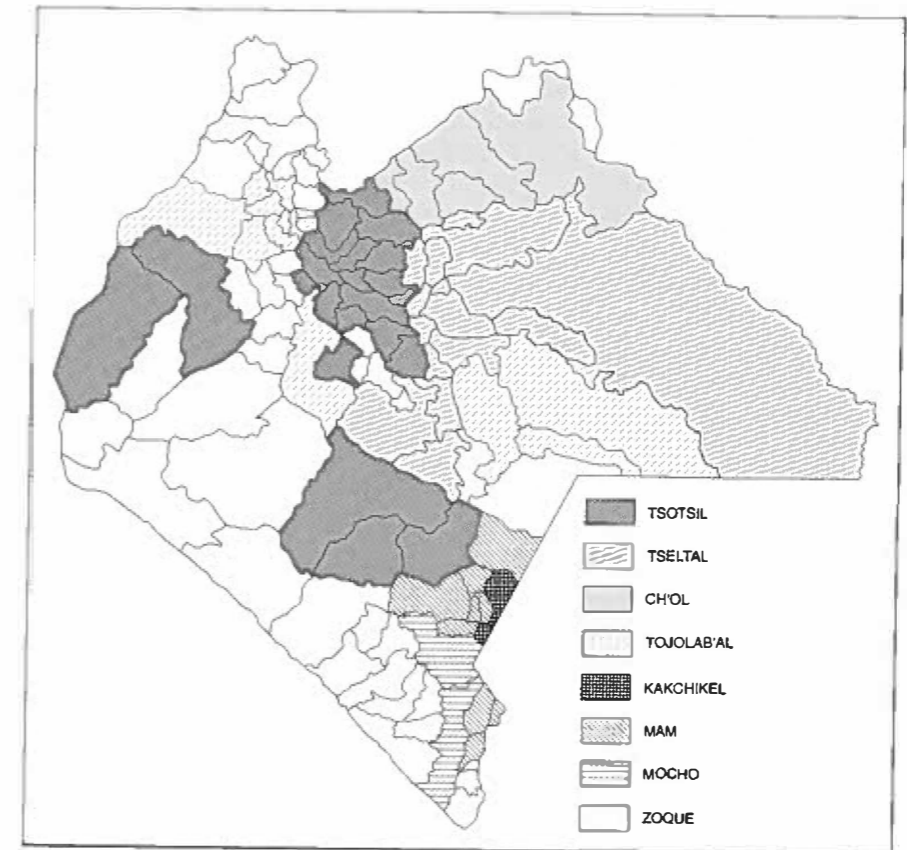 TSOTSIL
TSELTAL
CH'OL
TOJOLAB'AL
KAKCHIKEL
MAM
MOCHO
ZOQUE